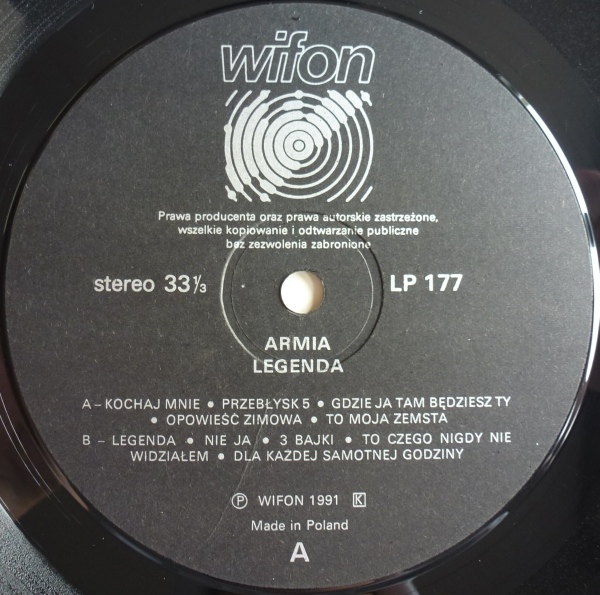 wifon
Prawa producenta oraz prawa autorskie zastrzeżone,
wszelkie kopiowanie i odtwarzanie publiczne
bez zezwolenia zabronione
stereo 33⅓ LP 177
ARMIA
LEGENDA
A – KOCHAJ MNIE ● PRZEBŁYSK 5 ● GDZIE JA TAM BĘDZIESZ TY
● OPOWIEŚĆ ZIMOWA ● TO MOJA ZEMSTA
B – LEGENDA ● NIE JA ● 3 BAJKI ● TO CZEGO NIGDY NIE
WIDZIAŁEM ● DLA KAŻDEJ SAMOTNEJ GODZINY
Ⓟ WIFON 1991 K
Made in Poland
A